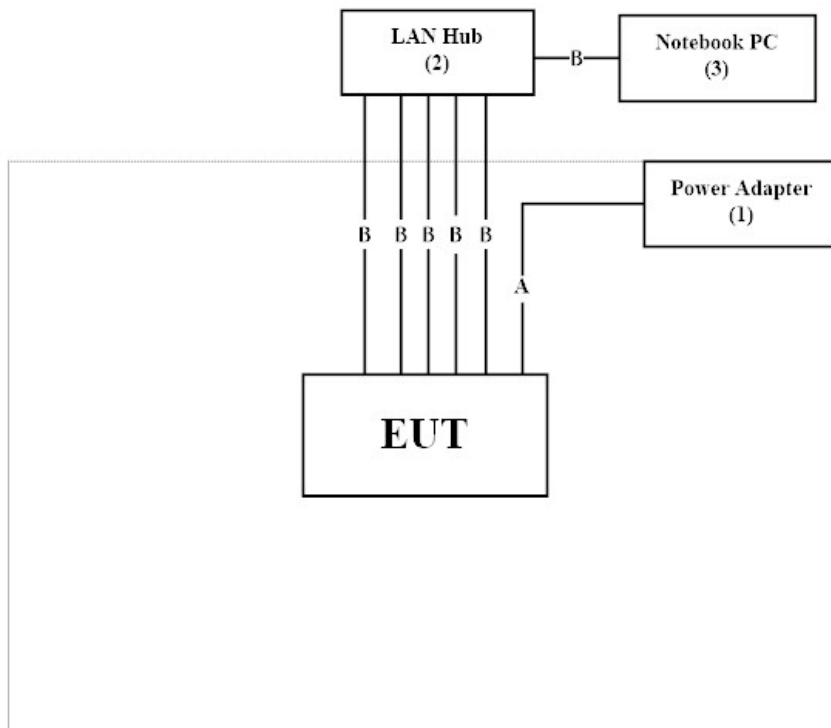 LAN Hub
(2)
B
Notebook PC
(3)
Power Adapter
(1)
B B B B B
A
EUT